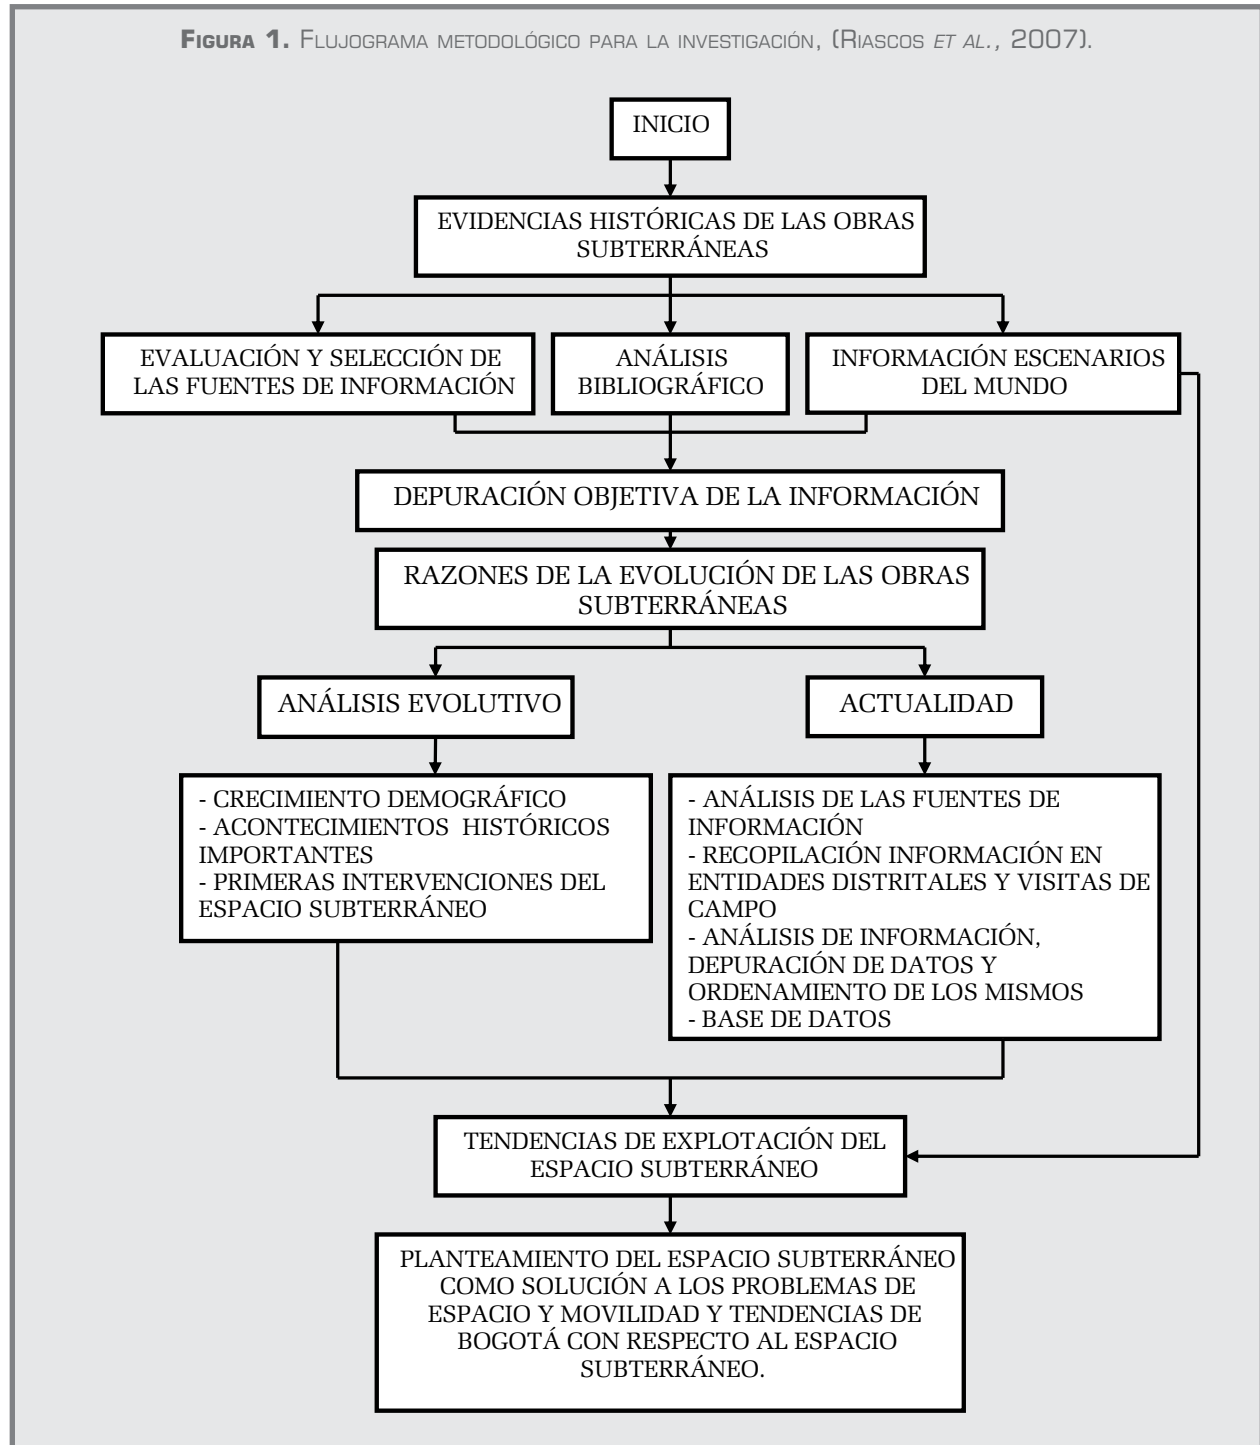 FIGURA 1. FLUJOGRAMA METODOLÓGICO PARA LA INVESTIGACIÓN, (RIASCOS ET AL., 2007).
INICIO
EVIDENCIAS HISTÓRICAS DE LAS OBRAS
SUBTERRÁNEAS
EVALUACIÓN Y SELECCIÓN DE
LAS FUENTES DE INFORMACIÓN
ANÁLISIS
BIBLIOGRÁFICO
INFORMACIÓN ESCENARIOS
DEL MUNDO
DEPURACIÓN OBJETIVA DE LA INFORMACIÓN
RAZONES DE LA EVOLUCIÓN DE LAS OBRAS
SUBTERRÁNEAS
ANÁLISIS EVOLUTIVO
ACTUALIDAD
- CRECIMIENTO DEMOGRÁFICO
- ACONTECIMIENTOS HISTÓRICOS
IMPORTANTES
- PRIMERAS INTERVENCIONES DEL
ESPACIO SUBTERRÁNEO
- ANÁLISIS DE LAS FUENTES DE
INFORMACIÓN
- RECOPILACIÓN INFORMACIÓN EN
ENTIDADES DISTRITALES Y VISITAS DE
CAMPO
- ANÁLISIS DE INFORMACIÓN,
DEPURACIÓN DE DATOS Y
ORDENAMIENTO DE LOS MISMOS
- BASE DE DATOS
TENDENCIAS DE EXPLOTACIÓN DEL
ESPACIO SUBTERRÁNEO
PLANTEAMIENTO DEL ESPACIO SUBTERRÁNEO
COMO SOLUCIÓN A LOS PROBLEMAS DE
ESPACIO Y MOVILIDAD Y TENDENCIAS DE
BOGOTÁ CON RESPECTO AL ESPACIO
SUBTERRÁNEO.